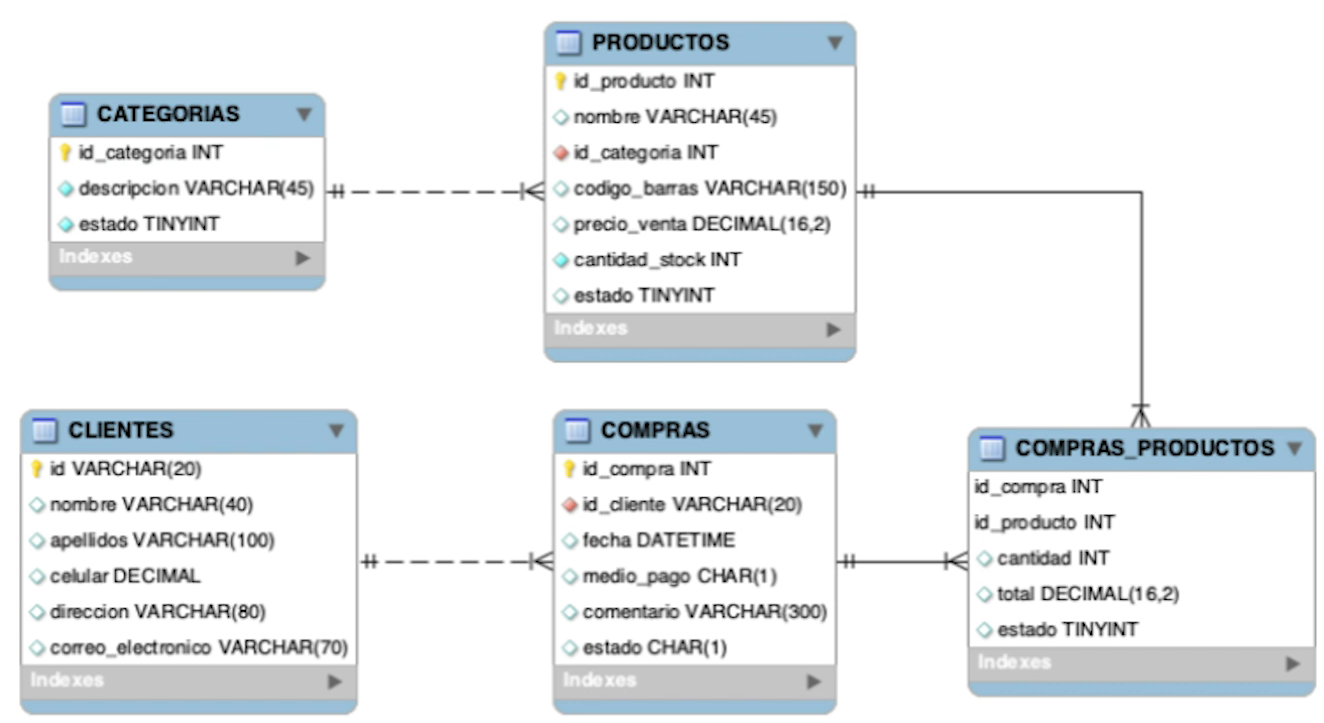 CATEGORIAS
id_categoria INT
descripcion VARCHAR(45)
estado TINYINT
Indexes
PRODUCTOS
id_producto INT
nombre VARCHAR(45)
id_categoria INT
codigo_barras VARCHAR(150)
precio_venta DECIMAL(16,2)
cantidad_stock INT
estado TINYINT
Indexes
CLIENTES
id VARCHAR(20)
nombre VARCHAR(40)
apellidos VARCHAR(100)
celular DECIMAL
direccion VARCHAR(80)
correo_electronico VARCHAR(70)
Indexes
COMPRAS
id_compra INT
id_cliente VARCHAR(20)
fecha DATETIME
medio_pago CHAR(1)
comentario VARCHAR(300)
estado CHAR(1)
Indexes
COMPRAS_PRODUCTOS
id_compra INT
id_producto INT
cantidad INT
total DECIMAL(16,2)
estado TINYINT
Indexes